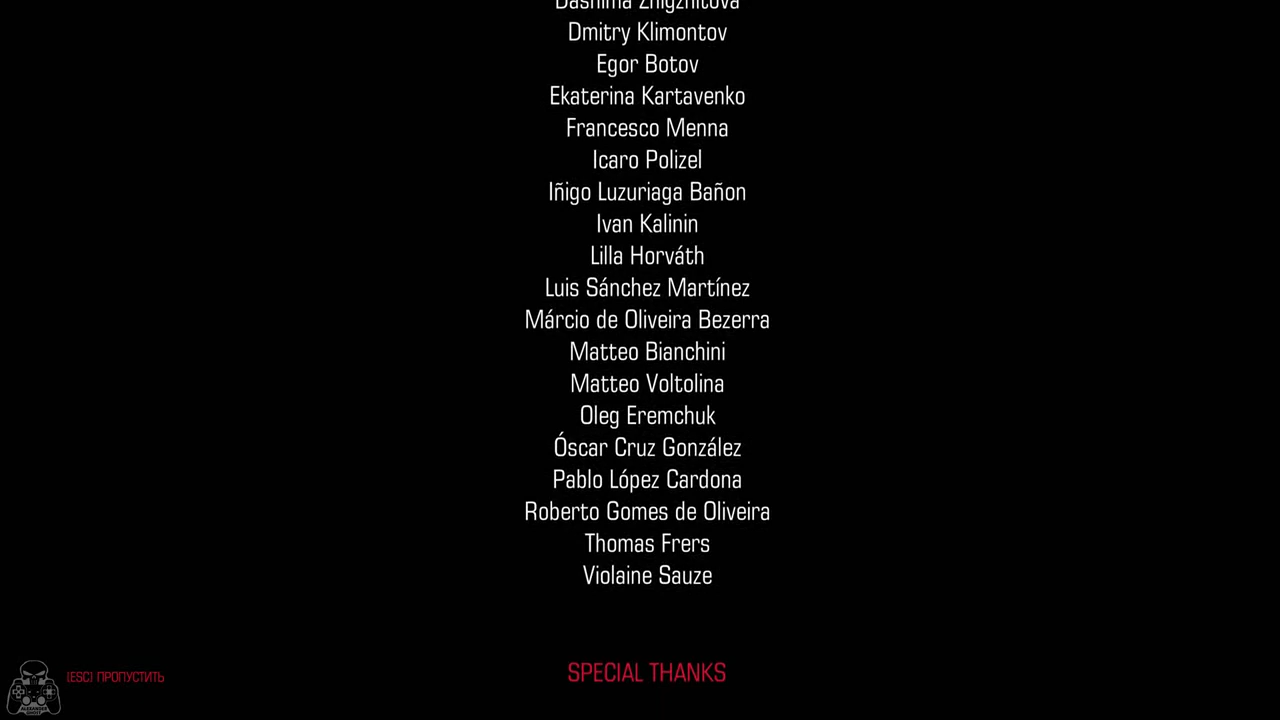 Dashima Zhigzhitova
Dmitry Klimontov
Egor Botov
Ekaterina Kartavenko
Francesco Menna
Icaro Polizel
Iñigo Luzuriaga Bañon
Ivan Kalinin
Lilla Horváth
Luis Sánchez Martínez
Márcio de Oliveira Bezerra
Matteo Bianchini
Matteo Voltolina
Oleg Eremchuk
Óscar Cruz González
Pablo López Cardona
Roberto Gomes de Oliveira
Thomas Frers
Violaine Sauze
[ESC] ПРОПУСТИТЬ
SPECIAL THANKS